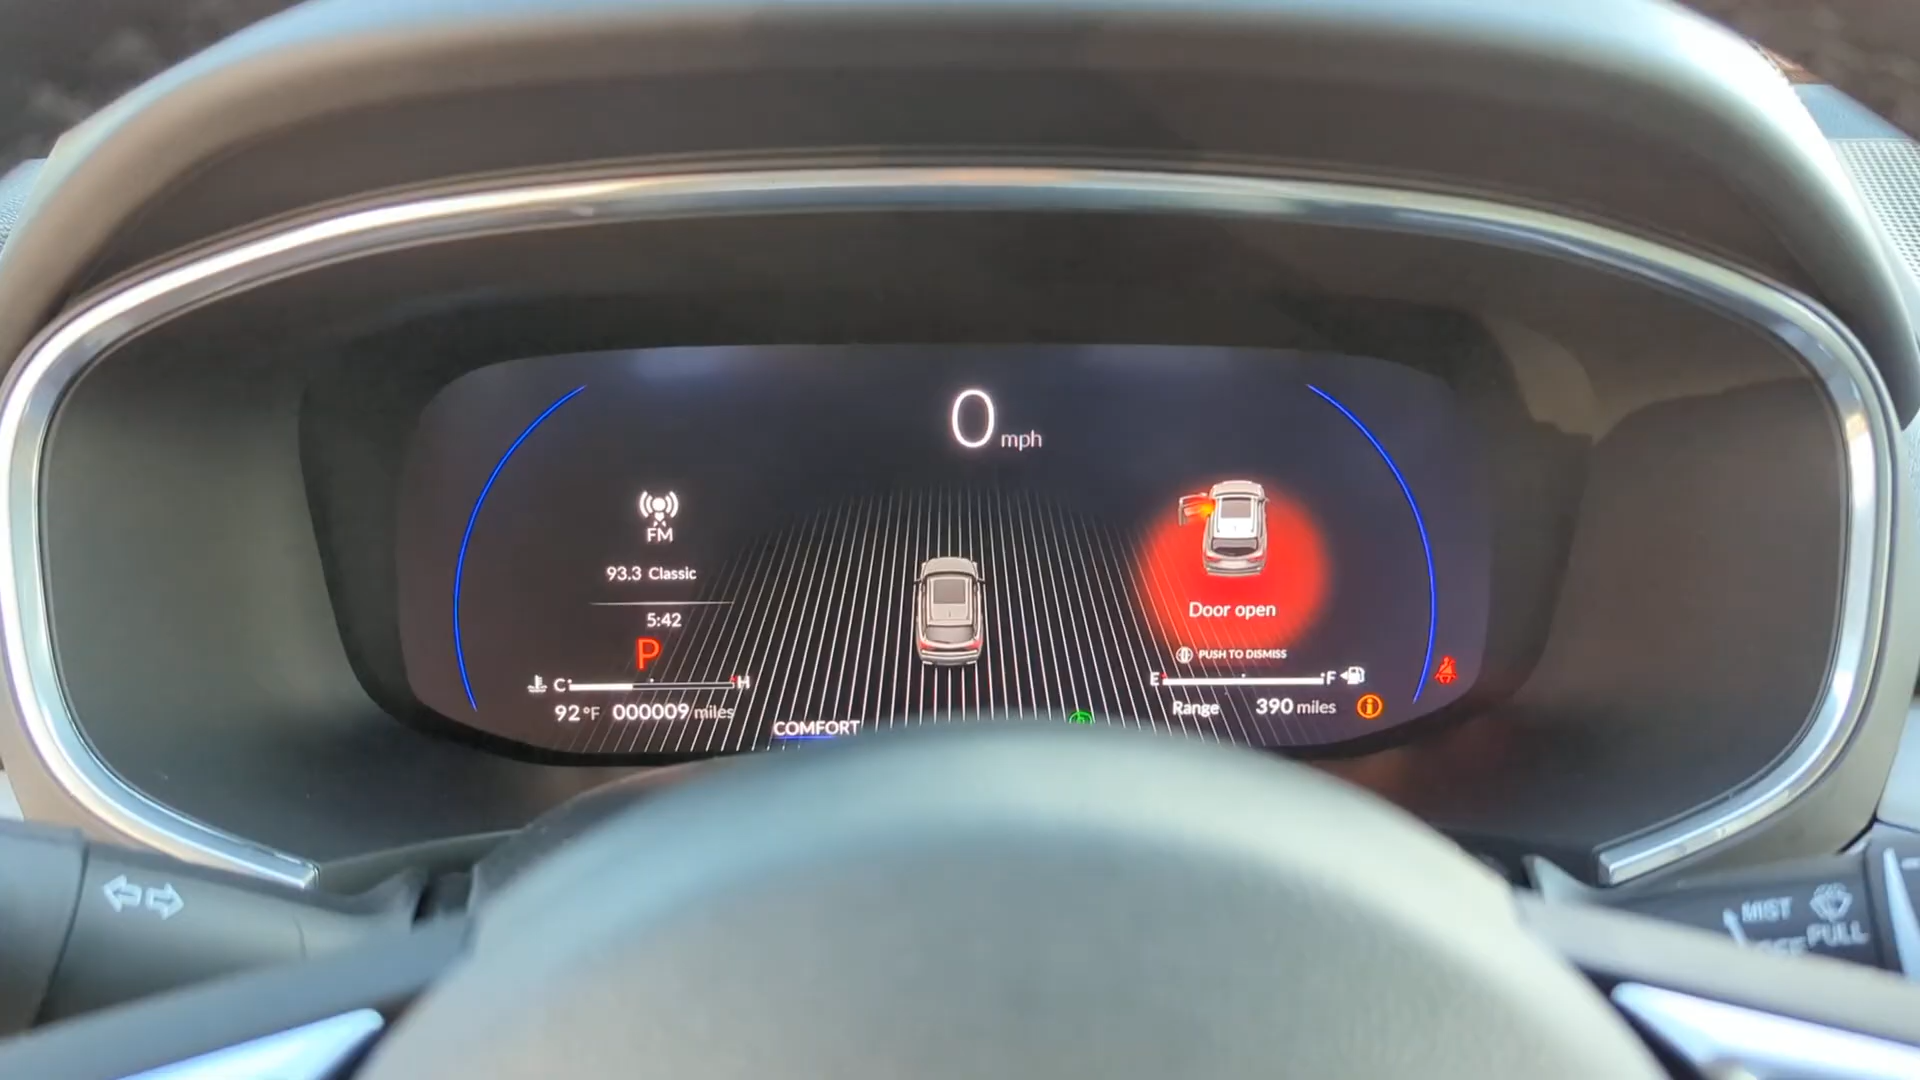 0 mph
FM
93.3 Classic
5:42
P
C H
92°F 000009 miles
COMFORT
Door open
PUSH TO DISMISS
E F
Range 390 miles
MIST
PULL